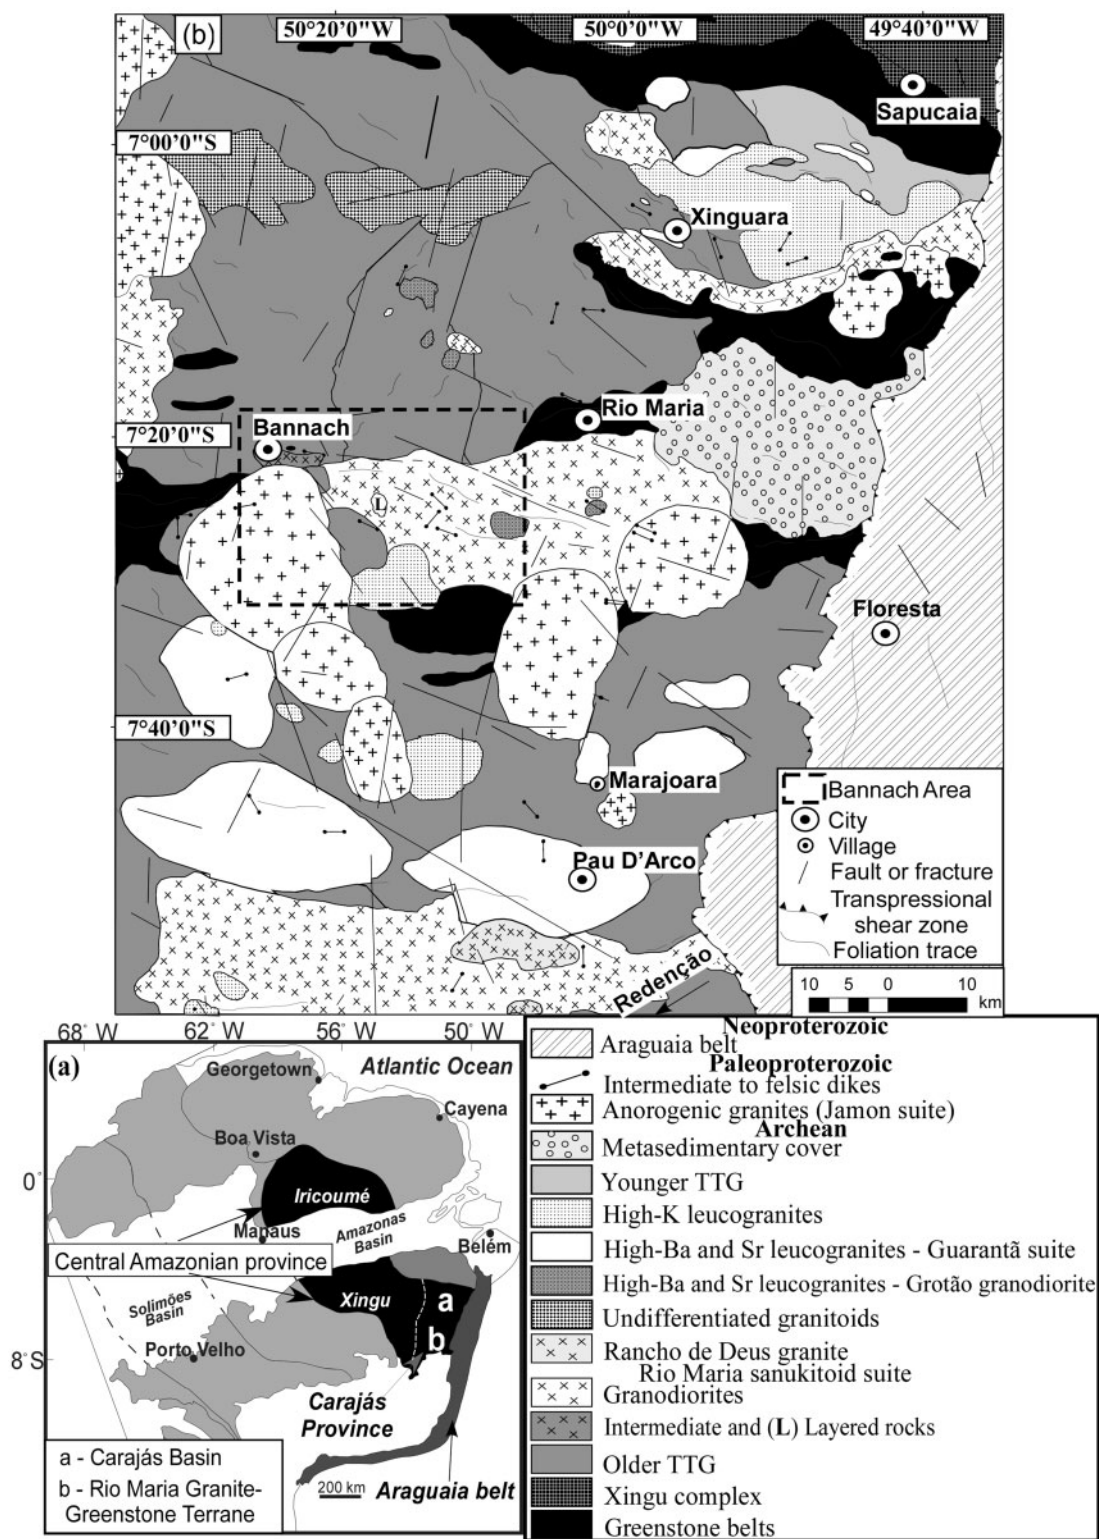 (b)
50°20'0"W
50°0'0"W
49°40'0"W
Sapucaia
7°00'0"S
Xinguara
Rio Maria
7°20'0"S
Bannach
L
Floresta
7°40'0"S
Marajoara
Pau D'Arco
Redenção
Bannach Area
City
Village
Fault or fracture
Transpressional
shear zone
Foliation trace
10 5 0 10 km
68° W 62° W 56° W 50° W
(a)
Atlantic Ocean
Georgetown
Cayena
Boa Vista
0°
Iricoumé
Manaus
Amazonas
Basin
Belém
Central Amazonian province
Xingu
a
b
Solimões
Basin
Porto Velho
8°S
Carajás
Province
a - Carajás Basin
b - Rio Maria Granite-
Greenstone Terrane
200 km
Araguaia belt
Neoproterozoic
Araguaia belt
Paleoproterozoic
Intermediate to felsic dikes
Anorogenic granites (Jamon suite)
Archean
Metasedimentary cover
Younger TTG
High-K leucogranites
High-Ba and Sr leucogranites - Guarantã suite
High-Ba and Sr leucogranites - Grotão granodiorite
Undifferentiated granitoids
Rancho de Deus granite
Rio Maria sanukitoid suite
Granodiorites
Intermediate and (L) Layered rocks
Older TTG
Xingu complex
Greenstone belts